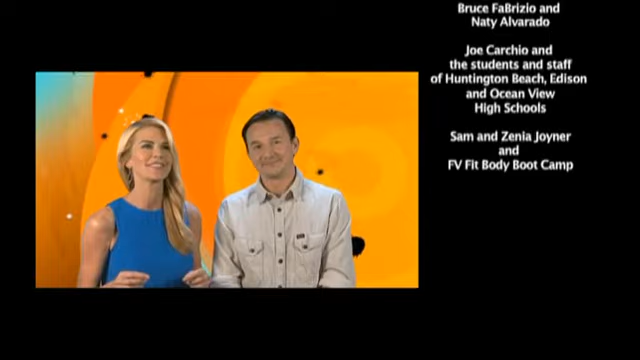 Bruce FaBrizio and
Naty Alvarado
Joe Carchio and
the students and staff
of Huntington Beach, Edison
and Ocean View
High Schools
Sam and Zenia Joyner
and
FV Fit Body Boot Camp